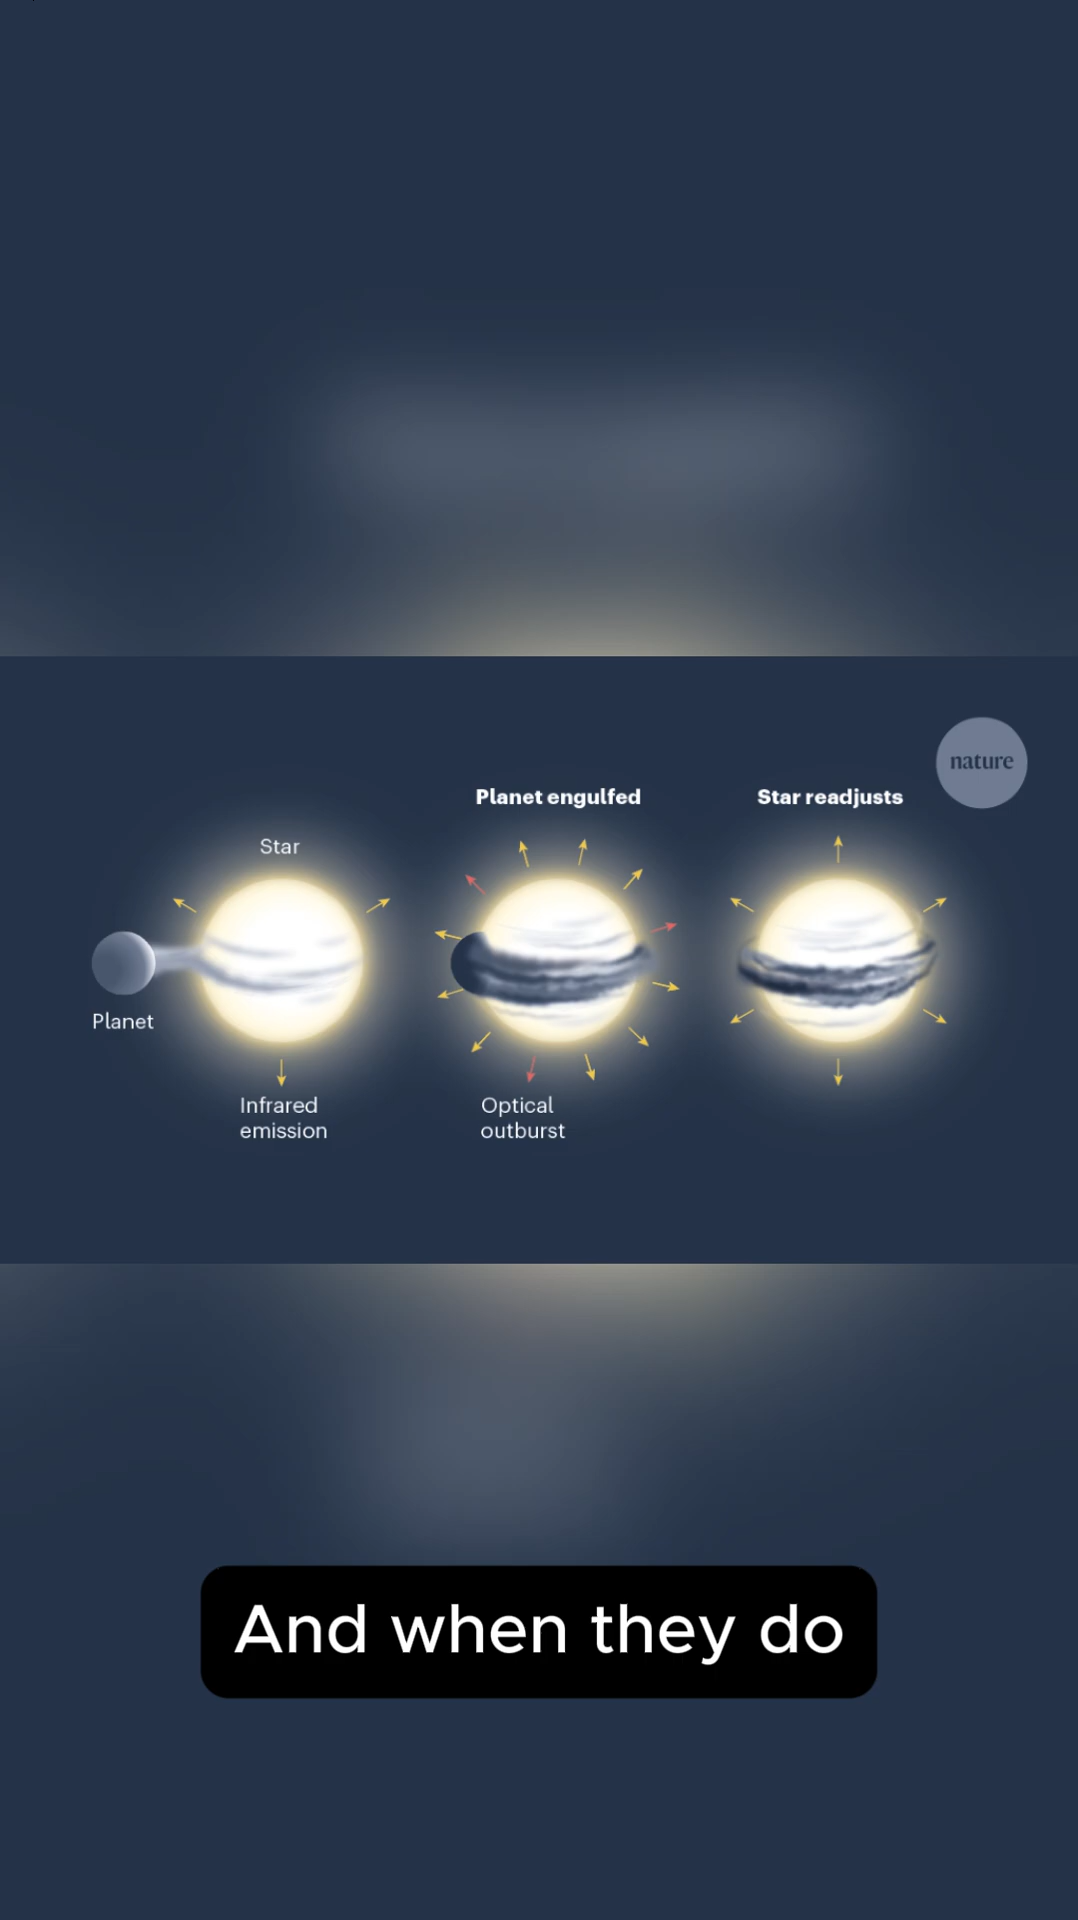 nature
Planet engulfed
Star readjusts
Star
Planet
Infrared
emission
Optical
outburst
And when they do